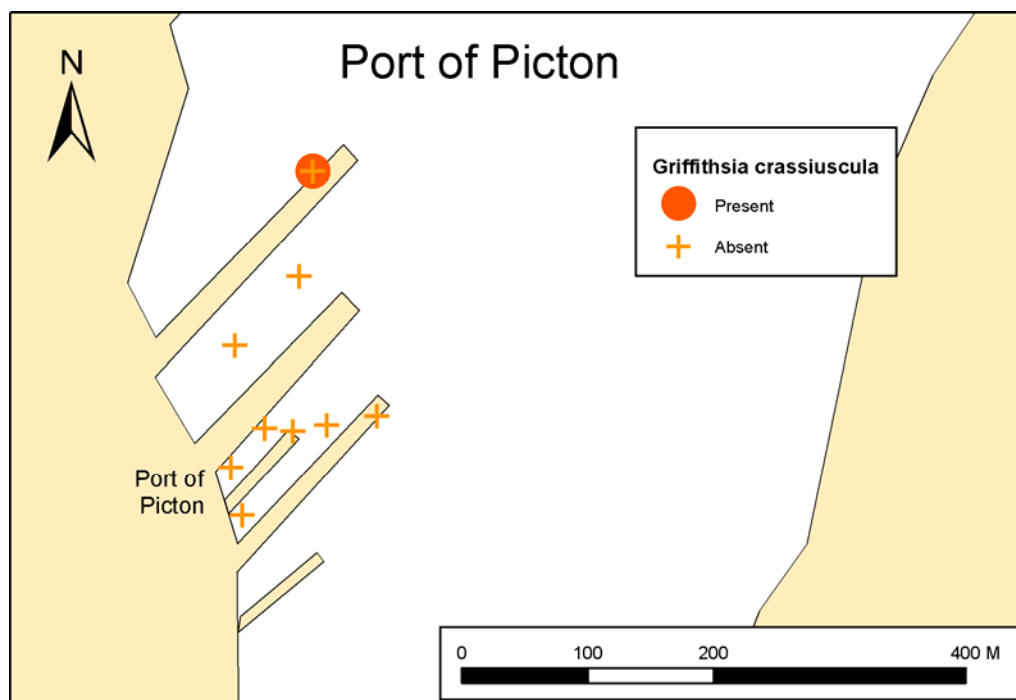 Port of Picton
N
Griffithsia crassiuscula
Present
Absent
Port of
Picton
0 100 200 400 M